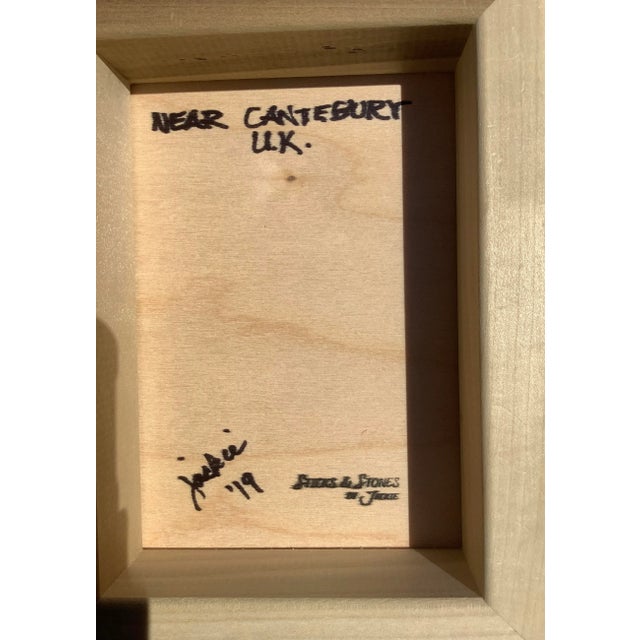 NEAR CANTEBURY
U.K.
jackie
'19
STICKS & STONES
BY JACKIE